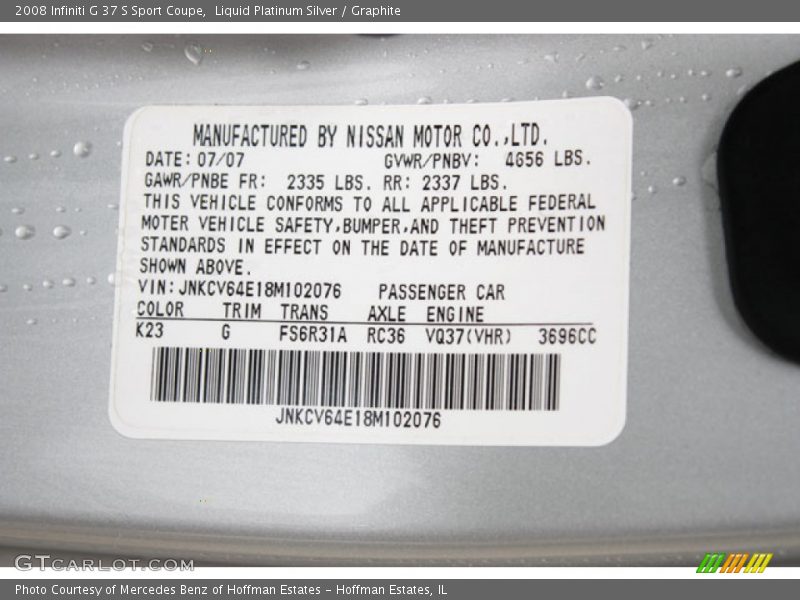 2008 Infiniti G 37 S Sport Coupe, Liquid Platinum Silver / Graphite
MANUFACTURED BY NISSAN MOTOR CO.,LTD.
DATE: 07/07 GVWR/PNBV: 4656 LBS.
GAWR/PNBE FR: 2335 LBS. RR: 2337 LBS.
THIS VEHICLE CONFORMS TO ALL APPLICABLE FEDERAL
MOTER VEHICLE SAFETY,BUMPER,AND THEFT PREVENTION
STANDARDS IN EFFECT ON THE DATE OF MANUFACTURE
SHOWN ABOVE.
VIN: JNKCV64E18M102076 PASSENGER CAR
COLOR TRIM TRANS AXLE ENGINE
K23 G FS6R31A RC36 VQ37(VHR) 3696CC
JNKCV64E18M102076
GTCARLOT.COM
Photo Courtesy of Mercedes Benz of Hoffman Estates - Hoffman Estates, IL